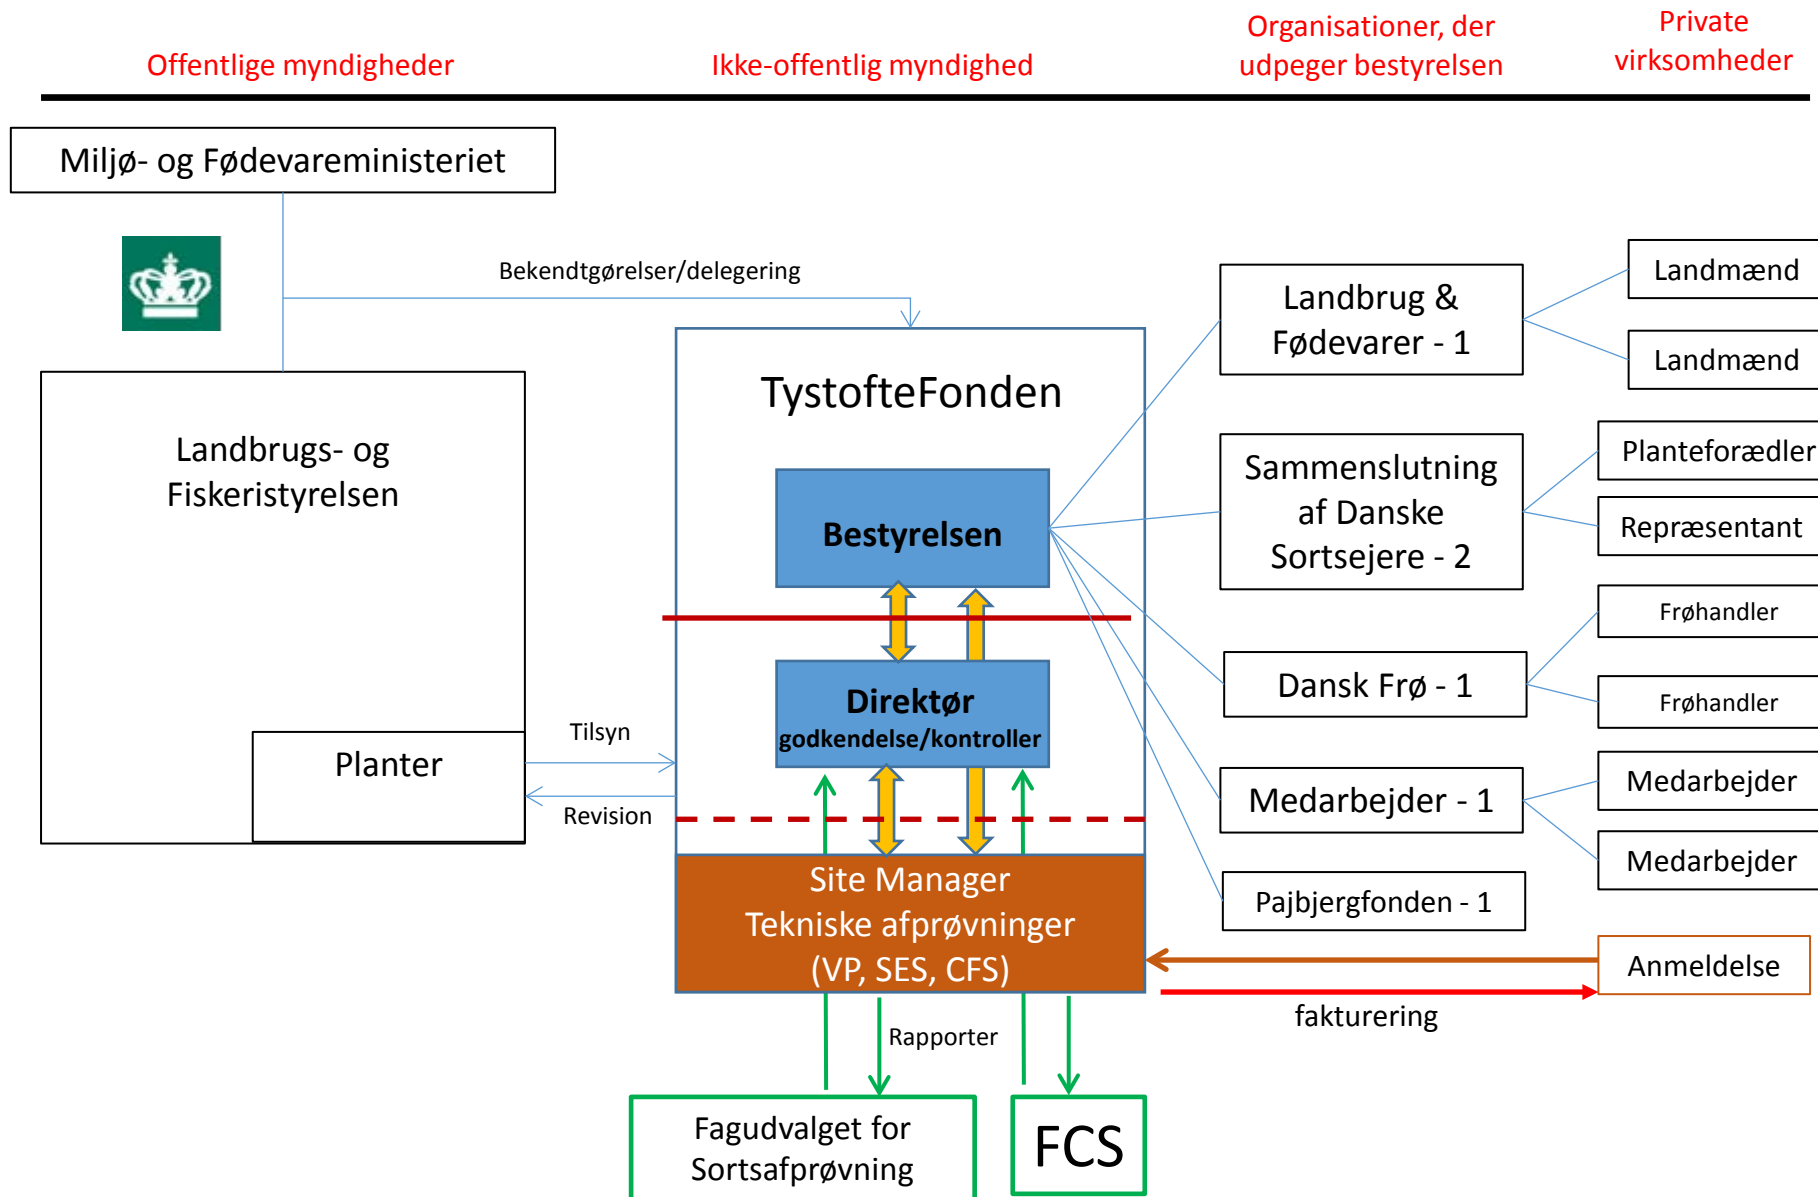 Offentlige myndigheder
Ikke-offentlig myndighed
Organisationer, der
udpeger bestyrelsen
Private
virksomheder
Miljø- og Fødevareministeriet
Bekendtgørelser/delegering
Landbrugs- og
Fiskeristyrelsen
Planter
Tilsyn
Revision
TystofteFonden
Bestyrelsen
Direktør
godkendelse/kontroller
Site Manager
Tekniske afprøvninger
(VP, SES, CFS)
Rapporter
Fagudvalget for
Sortsafprøvning
FCS
Landbrug &
Fødevarer - 1
Sammenslutning
af Danske
Sortsejere - 2
Dansk Frø - 1
Medarbejder - 1
Pajbjergfonden - 1
Landmænd
Landmænd
Planteforædler
Repræsentant
Frøhandler
Frøhandler
Medarbejder
Medarbejder
Anmeldelse
fakturering